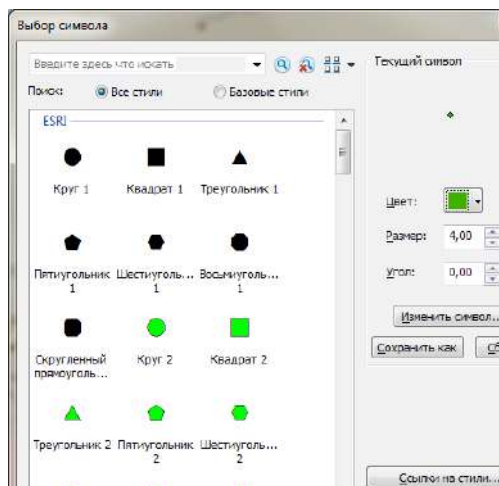 Выбор символа
Введите здесь что искать
Поиск:
Все стили
Базовые стили
ESRI
Круг 1
Квадрат 1
Треугольник 1
Пятиугольник 1
Шестиуголь... 1
Восьмиуголь... 1
Скругленный прямоуголь...
Круг 2
Квадрат 2
Треугольник 2
Пятиугольник 2
Шестиуголь... 2
Текущий символ
Цвет:
Размер:
4,00
Угол:
0,00
Изменить символ...
Сохранить как
Сб
Ссылки на стили...